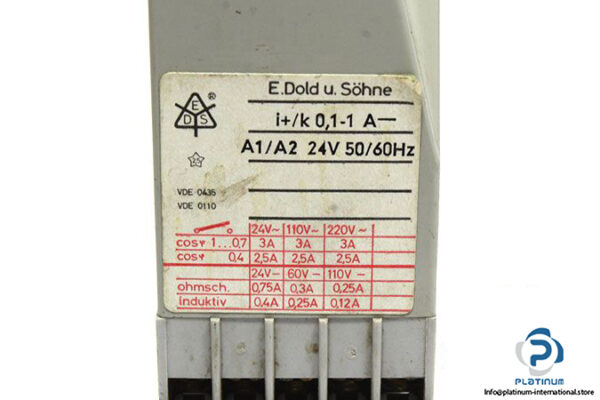 E.Dold u. Söhne
E
D S
®
i+/k 0,1-1 A⎓
A1/A2 24V 50/60Hz
VDE 0435
VDE 0110
24V~ 110V~ 220V~
cosφ 1...0,7 3A 3A 3A
cosφ 0,4 2,5A 2,5A 2,5A
24V- 60V- 110V-
ohmsch. 0,75A 0,3A 0,25A
Induktiv 0,4A 0,25A 0,12A
PLATINUM
Info@platinum-international.store